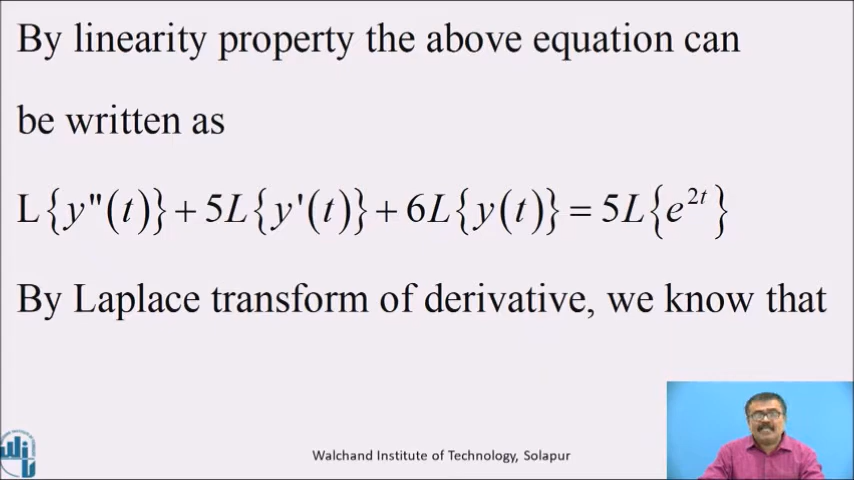 By linearity property the above equation can
be written as
L{y"(t)} + 5L{y'(t)} + 6L{y(t)} = 5L{e^{2t}}
By Laplace transform of derivative, we know that
Walchand Institute of Technology, Solapur